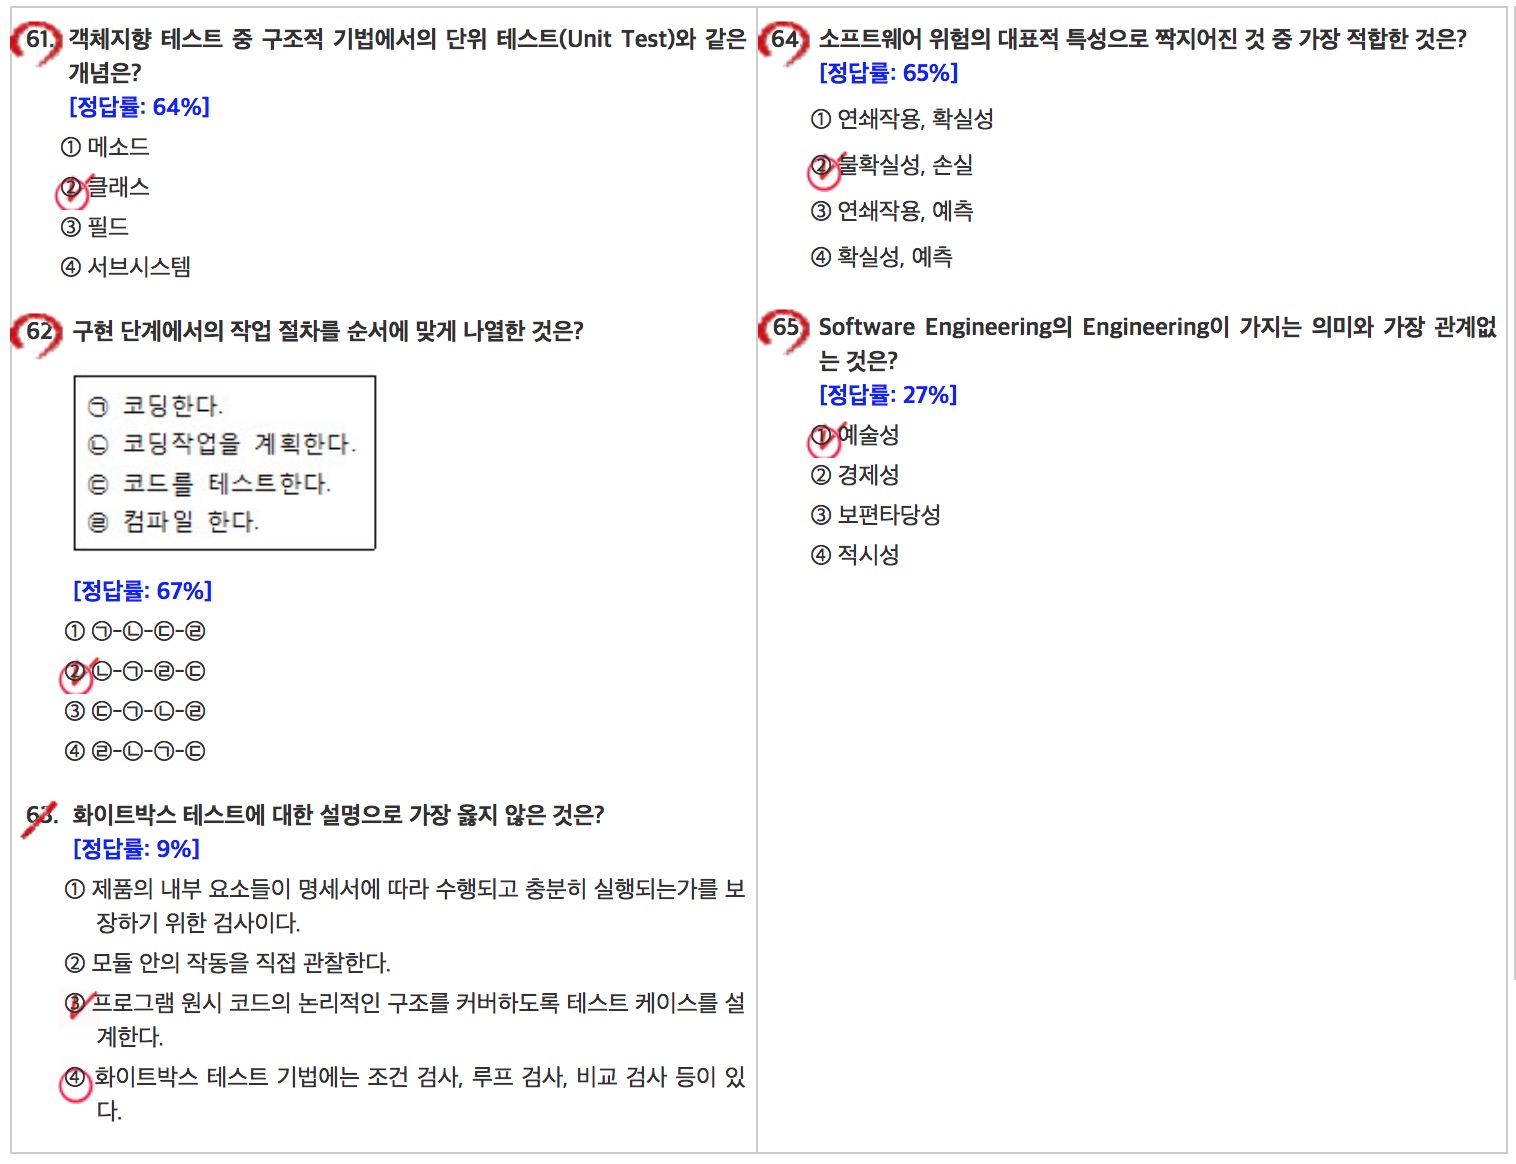 61. 객체지향 테스트 중 구조적 기법에서의 단위 테스트(Unit Test)와 같은
개념은?
[정답률: 64%]
① 메소드
② 클래스
③ 필드
④ 서브시스템
62. 구현 단계에서의 작업 절차를 순서에 맞게 나열한 것은?
㉠ 코딩한다.
㉡ 코딩작업을 계획한다.
㉢ 코드를 테스트한다.
㉣ 컴파일 한다.
[정답률: 67%]
① ㉠-㉡-㉢-㉣
② ㉡-㉠-㉣-㉢
③ ㉢-㉠-㉡-㉣
④ ㉣-㉡-㉠-㉢
63. 화이트박스 테스트에 대한 설명으로 가장 옳지 않은 것은?
[정답률: 9%]
① 제품의 내부 요소들이 명세서에 따라 수행되고 충분히 실행되는가를 보
장하기 위한 검사이다.
② 모듈 안의 작동을 직접 관찰한다.
③ 프로그램 원시 코드의 논리적인 구조를 커버하도록 테스트 케이스를 설
계한다.
④ 화이트박스 테스트 기법에는 조건 검사, 루프 검사, 비교 검사 등이 있
다.
64. 소프트웨어 위험의 대표적 특성으로 짝지어진 것 중 가장 적합한 것은?
[정답률: 65%]
① 연쇄작용, 확실성
② 불확실성, 손실
③ 연쇄작용, 예측
④ 확실성, 예측
65. Software Engineering의 Engineering이 가지는 의미와 가장 관계없
는 것은?
[정답률: 27%]
① 예술성
② 경제성
③ 보편타당성
④ 적시성